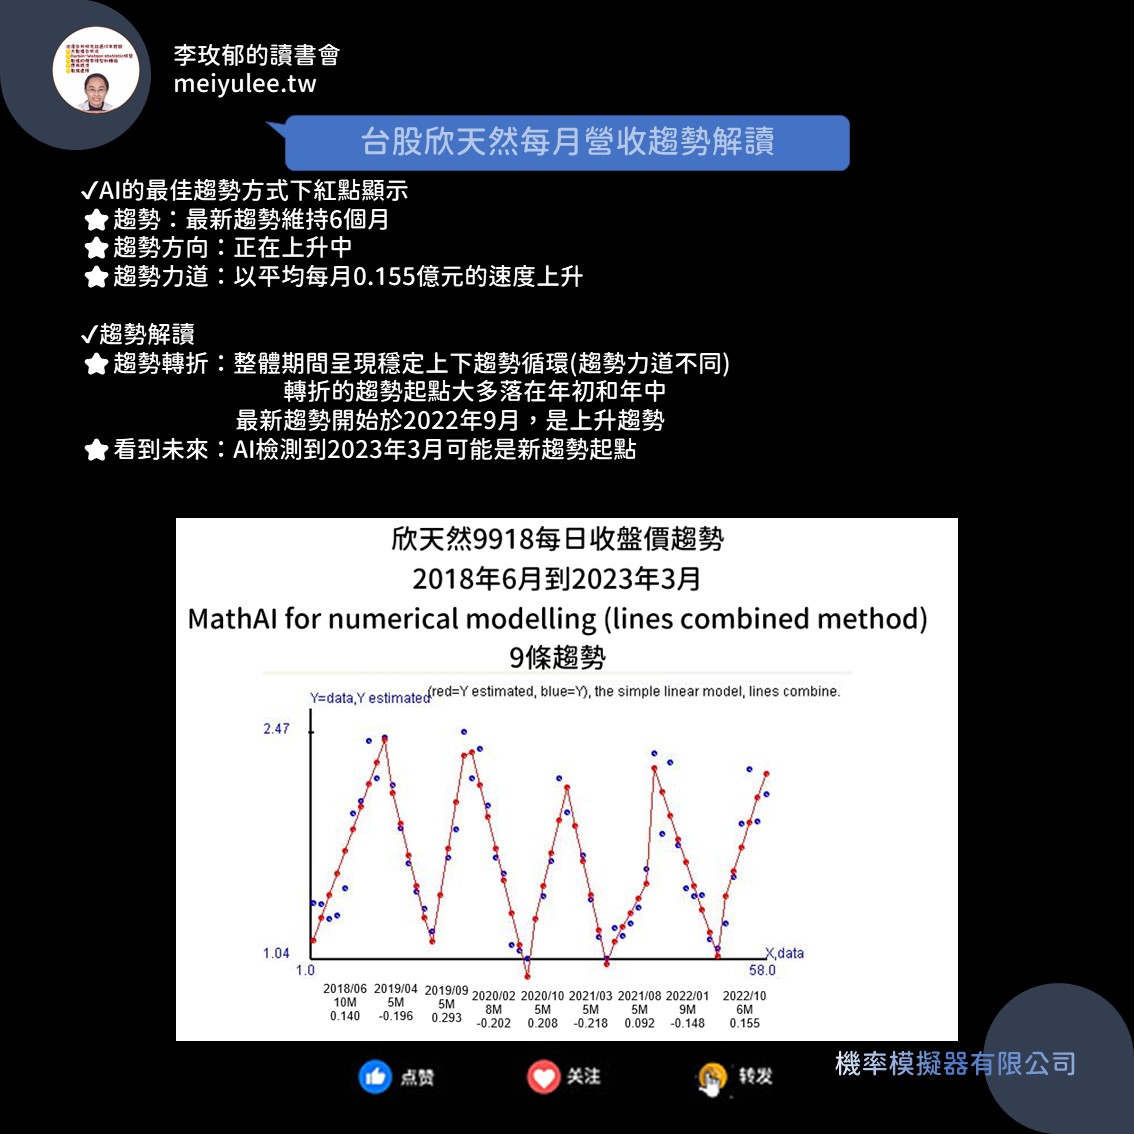 李玫郁的讀書會
meiyulee.tw
台股欣天然每月營收趨勢解讀
✓AI的最佳趨勢方式下紅點顯示
★趨勢：最新趨勢維持6個月
★趨勢方向：正在上升中
★趨勢力道：以平均每月0.155億元的速度上升
✓趨勢解讀
★趨勢轉折：整體期間呈現穩定上下趨勢循環(趨勢力道不同)
轉折的趨勢起點大多落在年初和年中
最新趨勢開始於2022年9月，是上升趨勢
★看到未來：AI檢測到2023年3月可能是新趨勢起點
欣天然9918每日收盤價趨勢
2018年6月到2023年3月
MathAI for numerical modelling (lines combined method)
9條趨勢
Y=data,Y estimated
(red=Y estimated, blue=Y), the simple linear model, lines combine.
2.47
1.04
X,data
1.0
58.0
2018/06 2019/04 2019/09 2020/02 2020/10 2021/03 2021/08 2022/01 2022/10
10M 5M 5M 8M 5M 5M 5M 9M 6M
0.140 -0.196 0.293 -0.202 0.208 -0.218 0.092 -0.148 0.155
機率模擬器有限公司
点赞 关注 转发